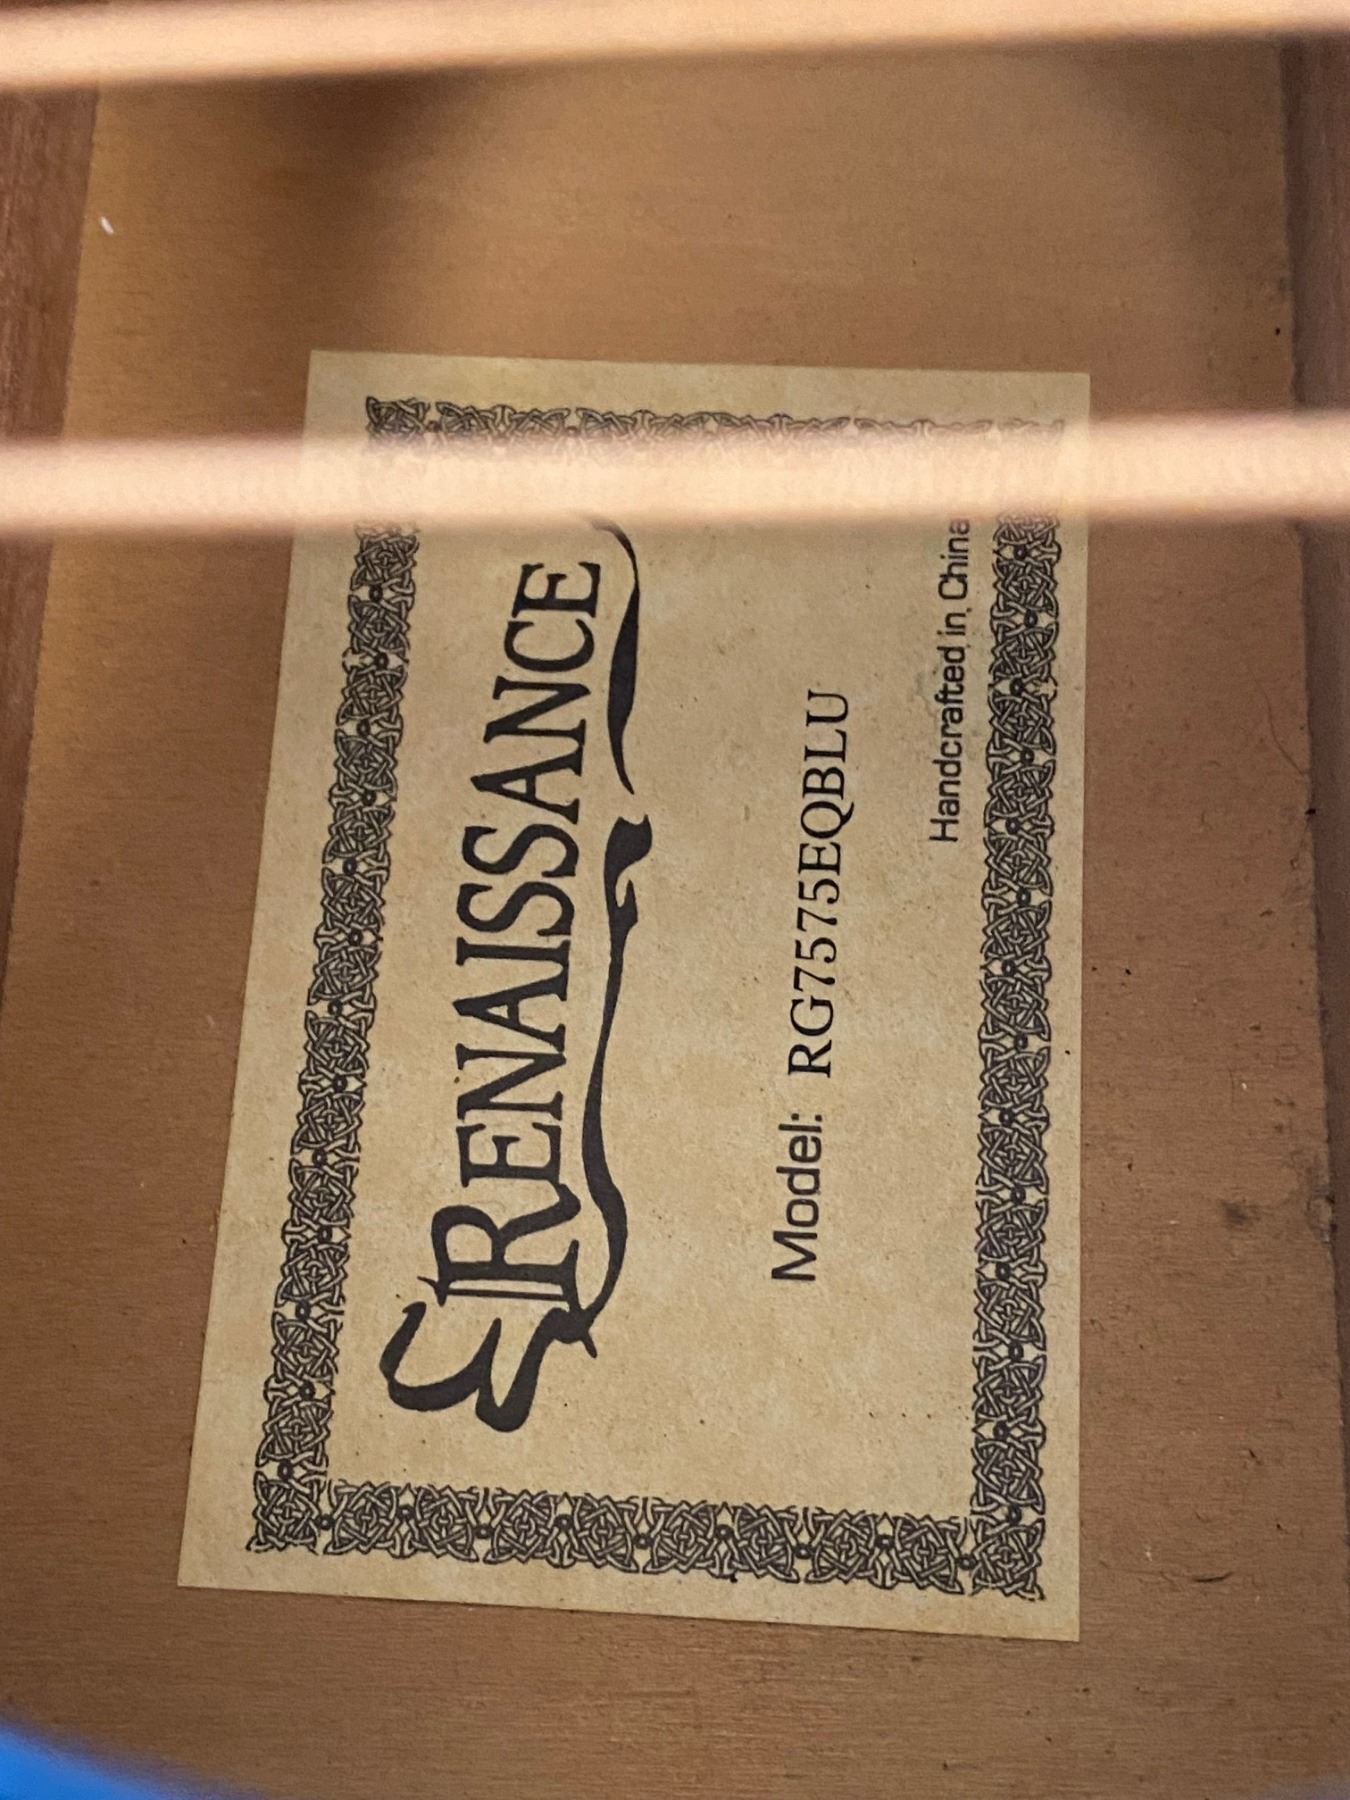 RENAISSANCE
Model: RG7575EQBLU
Handcrafted in China